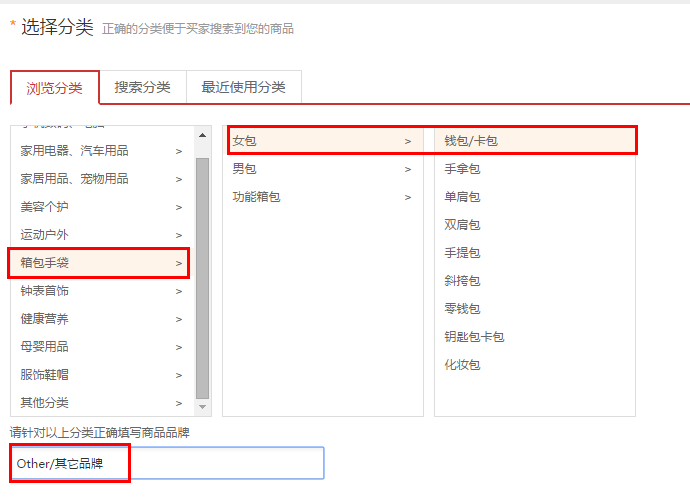 * 选择分类 正确的分类便于买家搜索到您的商品
浏览分类 搜索分类 最近使用分类
家用电器、汽车用品 >
家居用品、宠物用品 >
美容个护 >
运动户外 >
箱包手袋 >
钟表首饰 >
健康营养 >
母婴用品 >
服饰鞋帽 >
其他分类 >
女包 >
男包 >
功能箱包 >
钱包/卡包
手拿包
单肩包
双肩包
手提包
斜挎包
零钱包
钥匙包卡包
化妆包
请针对以上分类正确填写商品品牌
Other/其它品牌